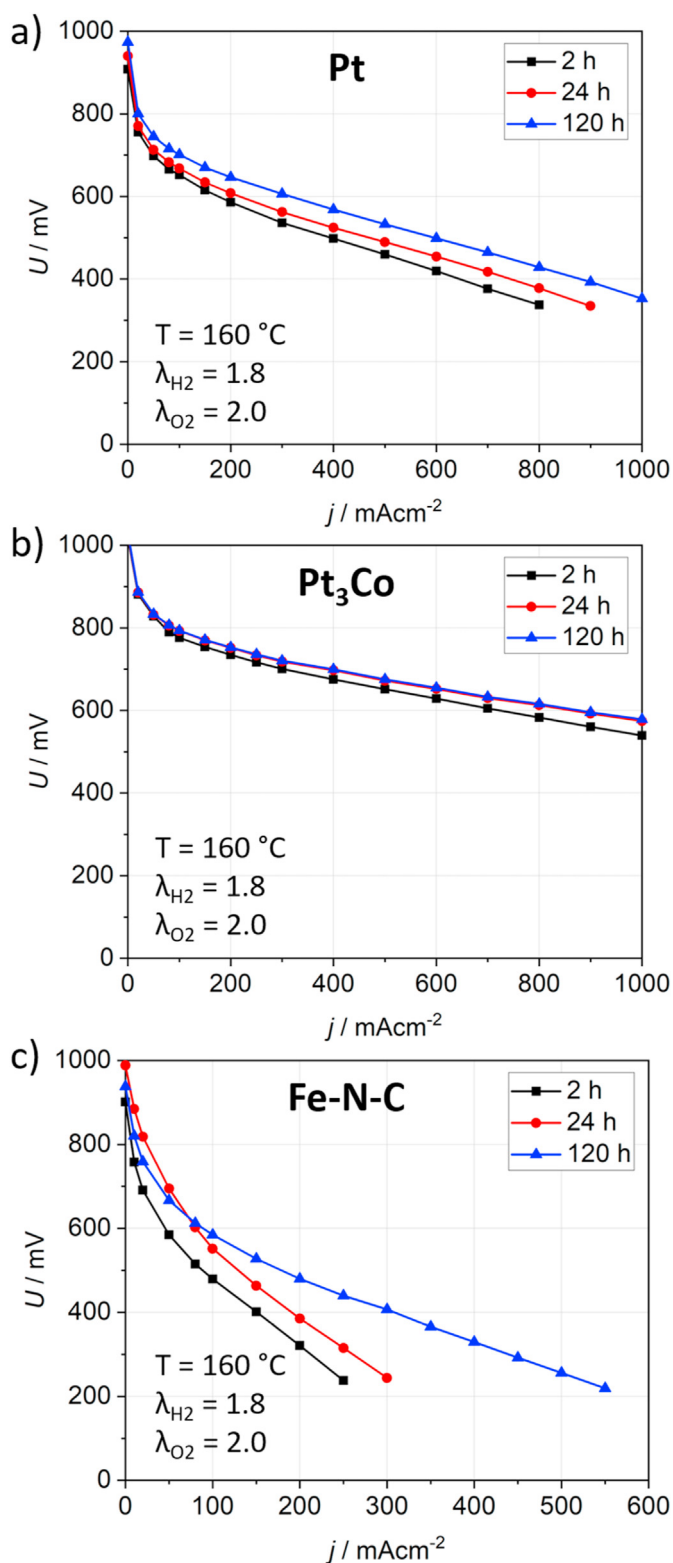 a)
Pt
2 h
24 h
120 h
1000
800
600
400
200
0
U / mV
T = 160 °C
λH2 = 1.8
λO2 = 2.0
0 200 400 600 800 1000
j / mAcm-2
b)
Pt3Co
2 h
24 h
120 h
1000
800
600
400
200
0
U / mV
T = 160 °C
λH2 = 1.8
λO2 = 2.0
0 200 400 600 800 1000
j / mAcm-2
c)
Fe-N-C
2 h
24 h
120 h
1000
800
600
400
200
0
U / mV
T = 160 °C
λH2 = 1.8
λO2 = 2.0
0 100 200 300 400 500 600
j / mAcm-2